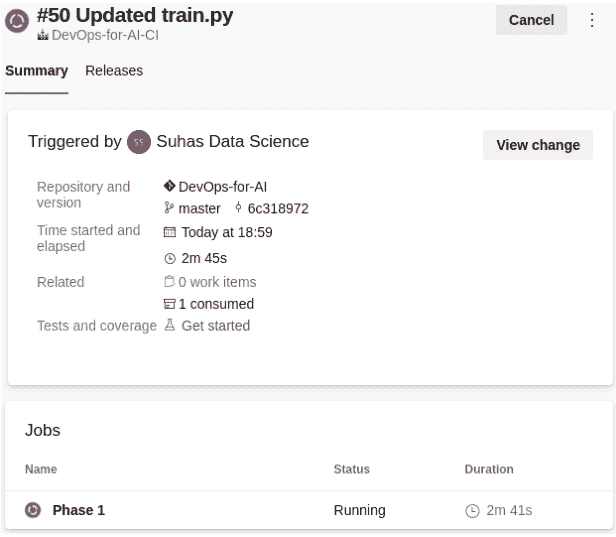 #50 Updated train.py
Cancel
DevOps-for-AI-CI
Summary Releases
Triggered by SS Suhas Data Science
View change
Repository and version
DevOps-for-AI
master 6c318972
Time started and elapsed
Today at 18:59
2m 45s
Related
0 work items
1 consumed
Tests and coverage
Get started
Jobs
Name Status Duration
Phase 1 Running 2m 41s